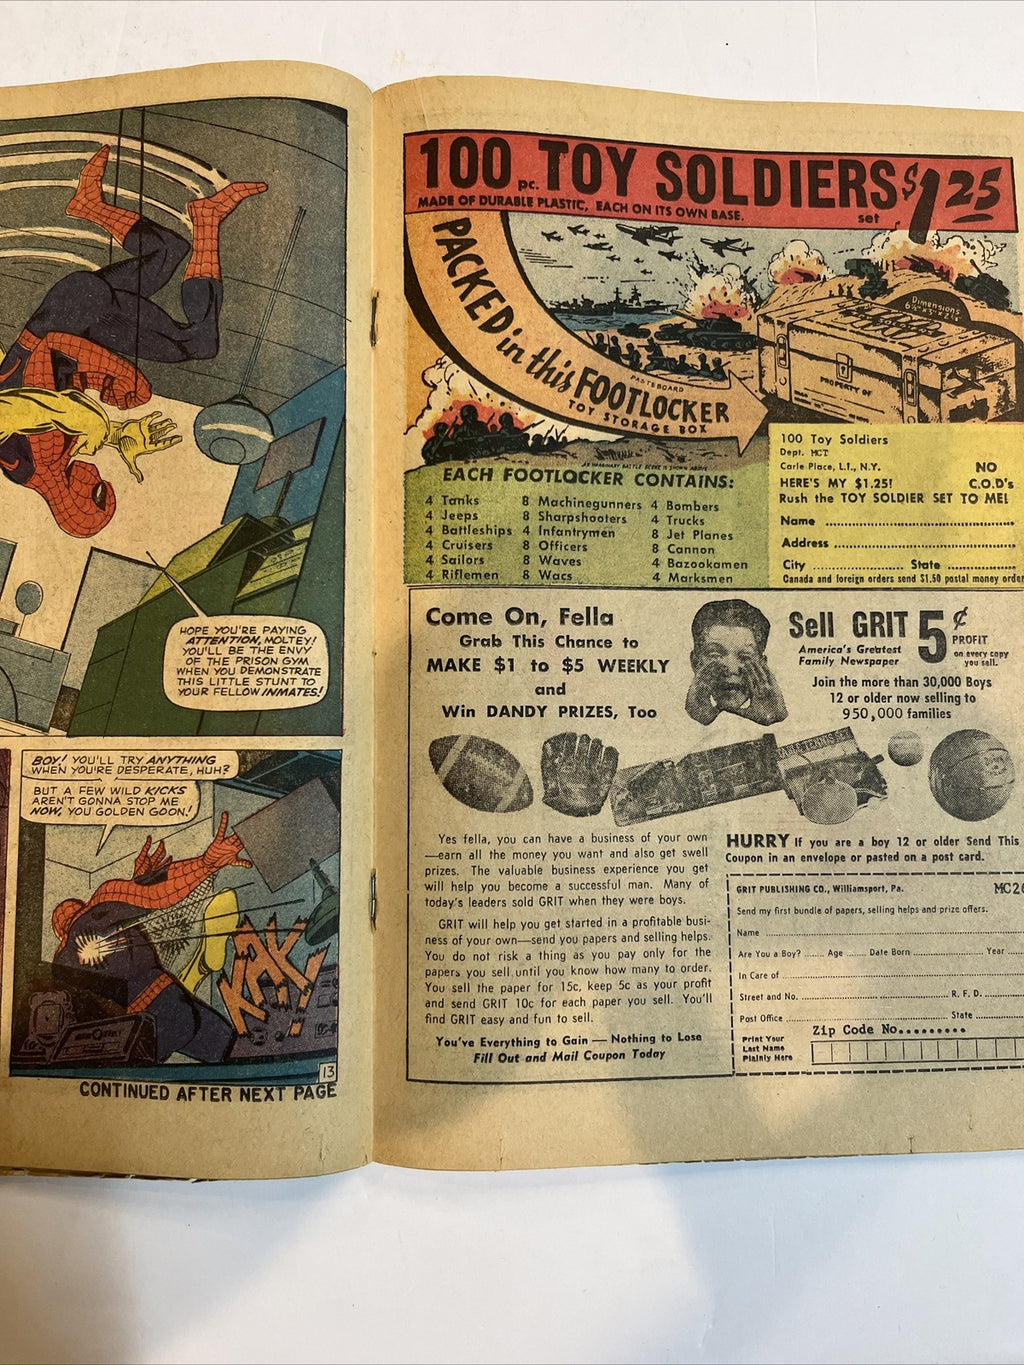 HOPE YOU'RE PAYING
ATTENTION, MOLTEY!
YOU'LL BE THE ENVY
OF THE PRISON GYM
WHEN YOU DEMONSTRATE
THIS LITTLE STUNT TO
YOUR FELLOW INMATES!
BOY! YOU'LL TRY ANYTHING
WHEN YOU'RE DESPERATE, HUH?
BUT A FEW WILD KICKS
AREN'T GONNA STOP ME
NOW, YOU GOLDEN GOON!
13
CONTINUED AFTER NEXT PAGE
100 pc. TOY SOLDIERS $1.25
MADE OF DURABLE PLASTIC, EACH ON ITS OWN BASE. set
PACKED in this FOOTLOCKER
PASTEBOARD
TOY STORAGE BOX
Dimensions
PROPERTY OF
AN IMAGINARY BATTLE SCENE IS SHOWN ABOVE
EACH FOOTLOCKER CONTAINS:
4 Tanks 8 Machinegunners 4 Bombers
4 Jeeps 8 Sharpshooters 4 Trucks
4 Battleships 4 Infantrymen 8 Jet Planes
4 Cruisers 8 Officers 8 Cannon
4 Sailors 8 Waves 4 Bazookamen
4 Riflemen 8 Wacs 4 Marksmen
100 Toy Soldiers
Dept. MCT
Carle Place, L.I., N.Y. NO
HERE'S MY $1.25! C.O.D's
Rush the TOY SOLDIER SET TO ME!
Name
Address
City State
Canada and foreign orders send $1.50 postal money order
Come On, Fella
Grab This Chance to
MAKE $1 to $5 WEEKLY
and
Win DANDY PRIZES, Too
Sell GRIT 5¢
America's Greatest
Family Newspaper
PROFIT
on every copy
you sell.
Join the more than 30,000 Boys
12 or older now selling to
950,000 families
TABLE TENNIS SET
Yes fella, you can have a business of your own
—earn all the money you want and also get swell
prizes. The valuable business experience you get
will help you become a successful man. Many of
today's leaders sold GRIT when they were boys.
GRIT will help you get started in a profitable busi-
ness of your own—send you papers and selling helps.
You do not risk a thing as you pay only for the
papers you sell until you know how many to order.
You sell the paper for 15c, keep 5c as your profit
and send GRIT 10c for each paper you sell. You'll
find GRIT easy and fun to sell.
You've Everything to Gain — Nothing to Lose
Fill Out and Mail Coupon Today
HURRY If you are a boy 12 or older Send This
Coupon in an envelope or pasted on a post card.
GRIT PUBLISHING CO., Williamsport, Pa. MC26
Send my first bundle of papers, selling helps and prize offers.
Name
Are You a Boy? Age Date Born Year
In Care of
Street and No. R. F. D.
Post Office State
Zip Code No.
Print Your
Last Name
Plainly Here